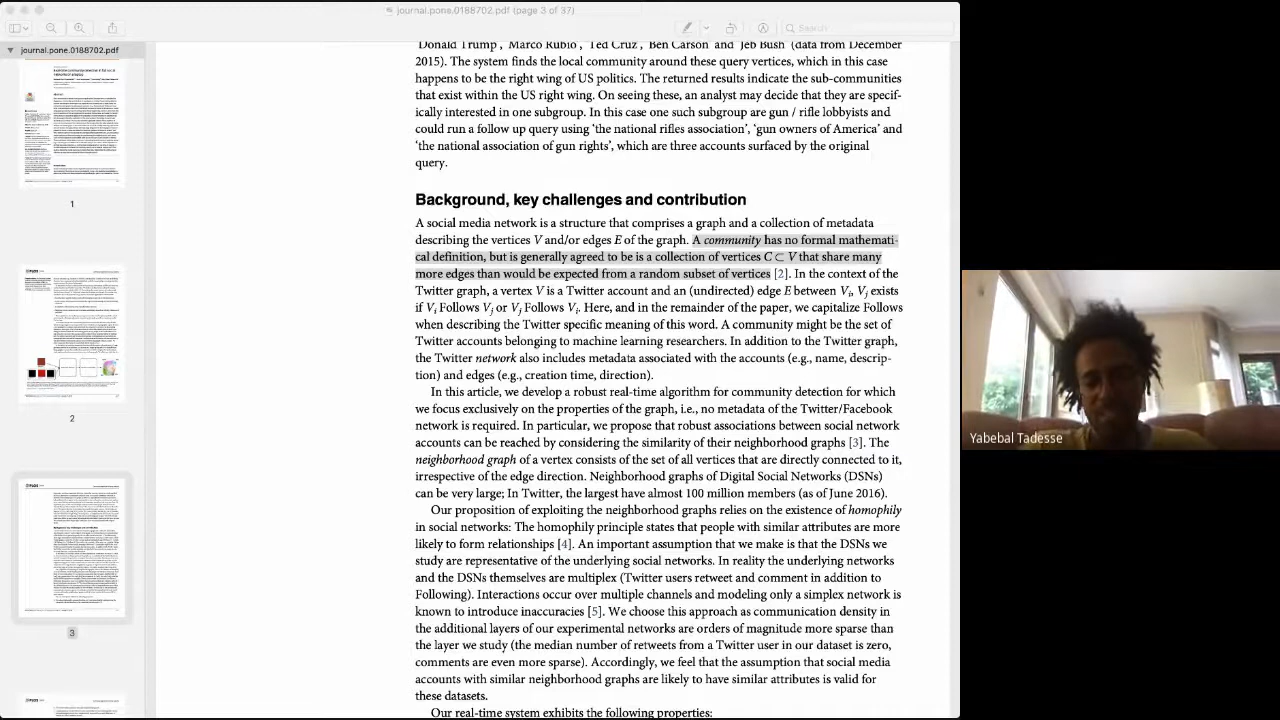 journal.pone.0188702.pdf (page 3 of 37)
Search
journal.pone.0188702.pdf
1
2
3
'Donald Trump', 'Marco Rubio', 'Ted Cruz', 'Ben Carson' and 'Jeb Bush' (data from December
2015). The system finds the local community around these query vertices, which in this case
happens to be the right wing of US politics. The returned results indicate the sub-communities
that exist within the US right wing. On seeing these, an analyst may decide that they are specif-
ically interested in one subgroup. In this case one such subgroup are gun / rifle lobbyists and
could run a new query using 'the national rifles association', 'gunowners of America' and
'the national association of gun rights', which are three accounts surfaced by the original
query.
Background, key challenges and contribution
A social media network is a structure that comprises a graph and a collection of metadata
describing the vertices V and/or edges E of the graph. A community has no formal mathemati-
cal definition, but is generally agreed to be is a collection of vertices C ⊂ V that share many
more edges than would be expected from a random subset of vertices [2]. In the context of the
Twitter graph, a vertex V is a Twitter account and an (undirected) edge E between Vi, Vj exists
if Vi Follows Vj or Vj Follows Vi. Here, and in the remainder of the paper, we capitalize Follows
when describing the Twitter specific meaning of this word. A community might be the set of
Twitter accounts belonging to machine learning researchers. In addition to the Twitter graph,
the Twitter network also includes metadata associated with the accounts (e.g., name, descrip-
tion) and edges (e.g., creation time, direction).
In this article, we develop a robust real-time algorithm for community detection for which
we focus exclusively on the properties of the graph, i.e., no metadata of the Twitter/Facebook
network is required. In particular, we propose that robust associations between social network
accounts can be reached by considering the similarity of their neighborhood graphs [3]. The
neighborhood graph of a vertex consists of the set of all vertices that are directly connected to it,
irrespective of the edge direction. Neighborhood graphs of Digital Social Networks (DSNs)
can be very large. In Twitter, the largest have almost 100 million members (as of June 2016).
Our proposition of exploiting the neighborhood graphs relies on the existence of homophily
in social networks. The homophily principle states that people with similar attributes are more
likely to form relationships [4]. An important assumption that we make is that the DSNs we
study are representative of the underlying social networks. In reality the underlying networks
and the DSNs themselves are multiplex (Twitter users retweet and comment in addition to
Following). Interactions occur over multiple channels and modeling only a simplex network is
known to introduce inaccuracies [5]. We choose this approach as communication density in
the additional layers of our experimental networks are orders of magnitude more sparse than
the layer we study (the median number of retweets from a Twitter user in our dataset is zero,
comments are even more sparse). Accordingly, we feel that the assumption that social media
accounts with similar neighborhood graphs are likely to have similar attributes is valid for
these datasets.
Our real-time system exhibits the following properties:
Yabebal Tadesse